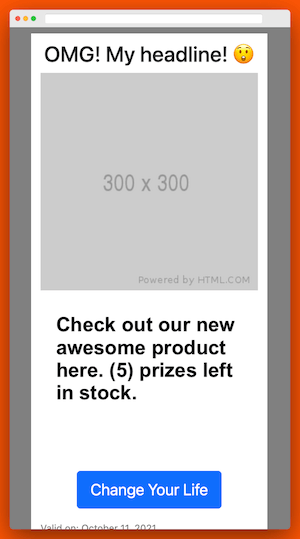 OMG! My headline! 😲
300 x 300
Powered by HTML.COM
Check out our new
awesome product
here. (5) prizes left
in stock.
Change Your Life
Valid on: October 11, 2021